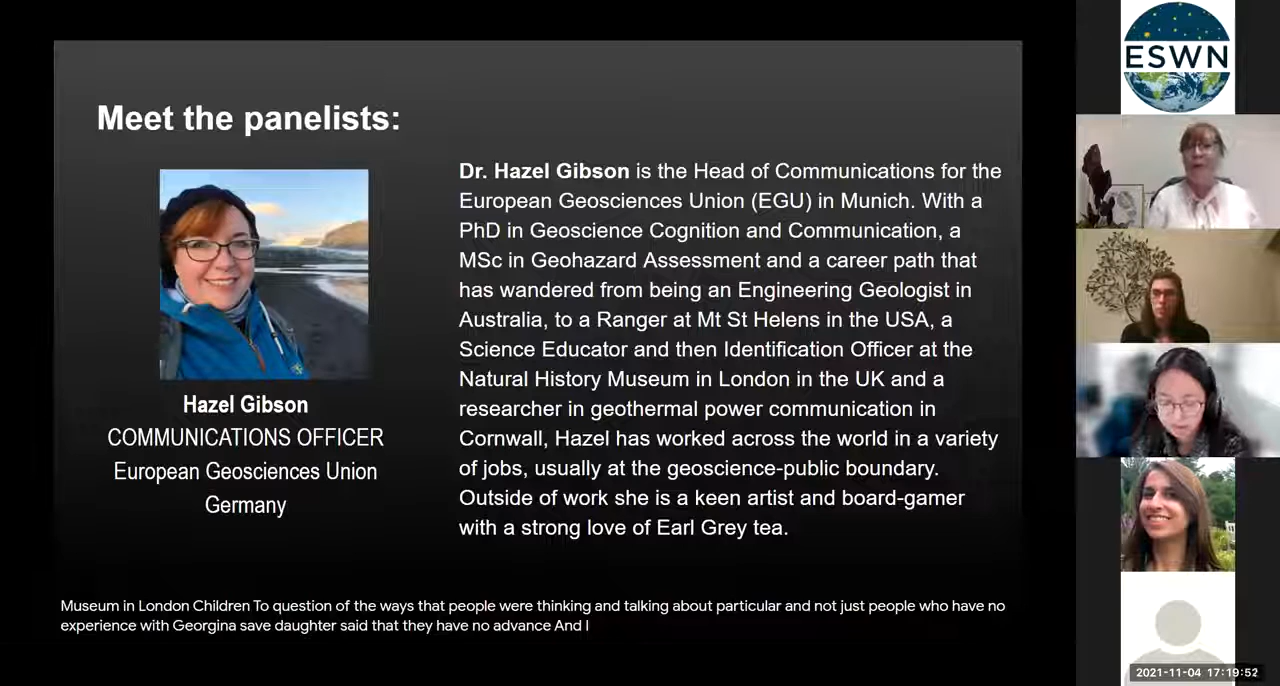 Meet the panelists:
Hazel Gibson
COMMUNICATIONS OFFICER
European Geosciences Union
Germany
Dr. Hazel Gibson is the Head of Communications for the
European Geosciences Union (EGU) in Munich. With a
PhD in Geoscience Cognition and Communication, a
MSc in Geohazard Assessment and a career path that
has wandered from being an Engineering Geologist in
Australia, to a Ranger at Mt St Helens in the USA, a
Science Educator and then Identification Officer at the
Natural History Museum in London in the UK and a
researcher in geothermal power communication in
Cornwall, Hazel has worked across the world in a variety
of jobs, usually at the geoscience-public boundary.
Outside of work she is a keen artist and board-gamer
with a strong love of Earl Grey tea.
Museum in London Children To question of the ways that people were thinking and talking about particular and not just people who have no
experience with Georgina save daughter said that they have no advance And I
ESWN
2021-11-04 17:19:52